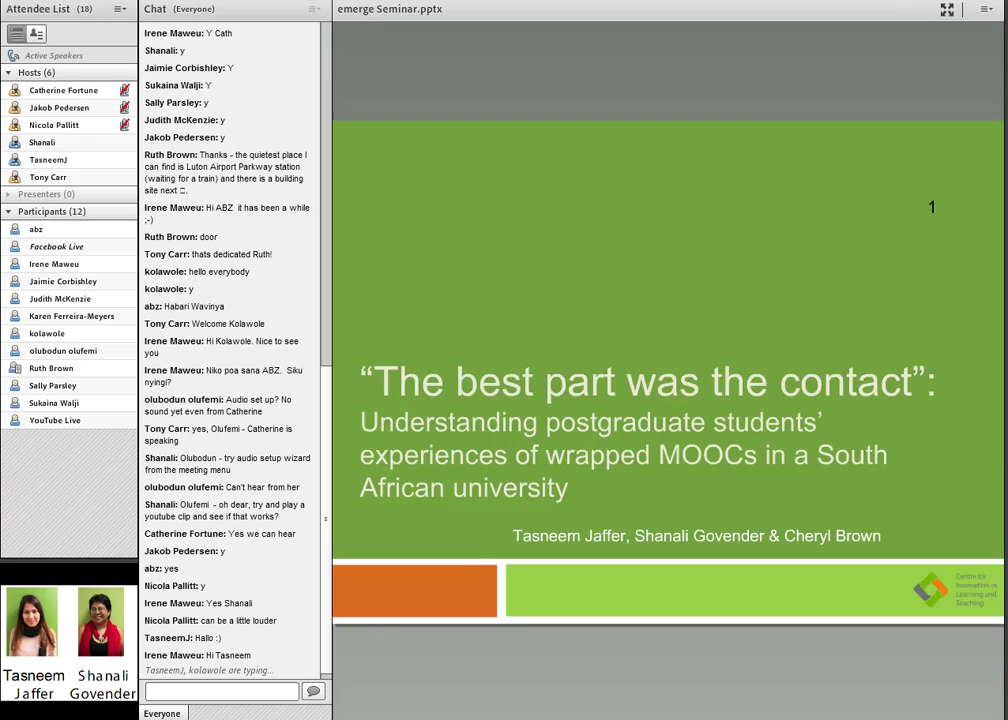 Attendee List (18)
Active Speakers
Hosts (6)
Catherine Fortune
Jakob Pedersen
Nicola Pallitt
Shanali
TasneemJ
Tony Carr
Presenters (0)
Participants (12)
abz
Facebook Live
Irene Maweu
Jaimie Corbishley
Judith McKenzie
Karen Ferreira-Meyers
kolawole
olubodun olufemi
Ruth Brown
Sally Parsley
Sukaina Walji
YouTube Live
Tasneem
Jaffer
Shanali
Govender
Chat (Everyone)
Irene Maweu: Y Cath
Shanali: y
Jaimie Corbishley: Y
Sukaina Walji: Y
Sally Parsley: y
Judith McKenzie: y
Jakob Pedersen: y
Ruth Brown: Thanks - the quietest place I
can find is Luton Airport Parkway station
(waiting for a train) and there is a building
site next
Irene Maweu: Hi ABZ it has been a while
;-)
Ruth Brown: door
Tony Carr: thats dedicated Ruth!
kolawole: hello everybody
kolawole: y
abz: Habari Wavinya
Tony Carr: Welcome Kolawole
Irene Maweu: Hi Kolawole. Nice to see
you
Irene Maweu: Niko poa sana ABZ. Siku
nyingi?
olubodun olufemi: Audio set up? No
sound yet even from Catherine
Tony Carr: yes, Olufemi - Catherine is
speaking
Shanali: Olubodun - try audio setup wizard
from the meeting menu
olubodun olufemi: Can't hear from her
Shanali: Olufemi - oh dear, try and play a
youtube clip and see if that works?
Catherine Fortune: Yes we can hear
Jakob Pedersen: y
abz: yes
Nicola Pallitt: y
Irene Maweu: Yes Shanali
Nicola Pallitt: can be a little louder
TasneemJ: Hallo :)
Irene Maweu: Hi Tasneem
TasneemJ, kolawole are typing...
Everyone
emerge Seminar.pptx
1
“The best part was the contact”:
Understanding postgraduate students’
experiences of wrapped MOOCs in a South
African university
Tasneem Jaffer, Shanali Govender & Cheryl Brown
Centre for
Innovation in
Learning and
Teaching